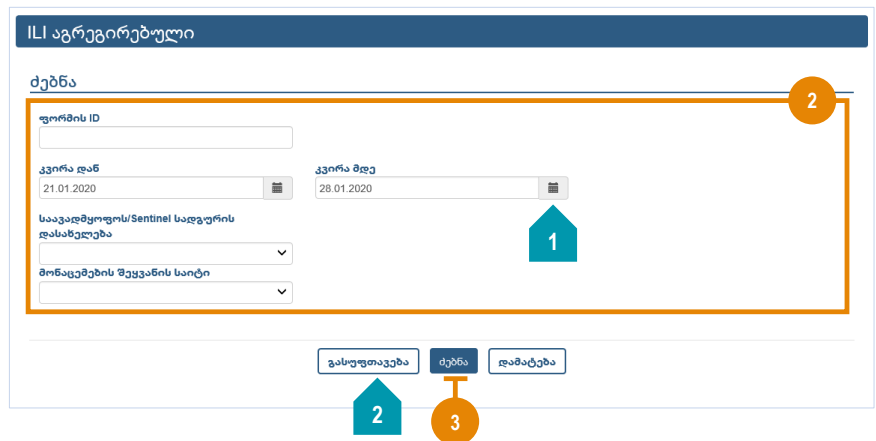 ILI აგრეგირებული
ძებნა
2
ფორმის ID
კვირა დან
კვირა მდე
21.01.2020
28.01.2020
საავადმყოფოს/Sentinel სადგურის
დასახელება
1
მონაცემების შეყვანის საიტი
გასუფთავება
ძებნა
დამატება
2
3